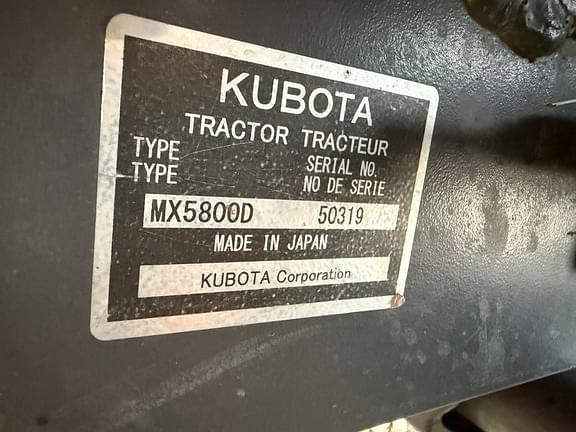 KUBOTA
TRACTOR TRACTEUR
TYPE SERIAL NO.
TYPE NO DE SERIE
MX5800D 50319
MADE IN JAPAN
KUBOTA Corporation